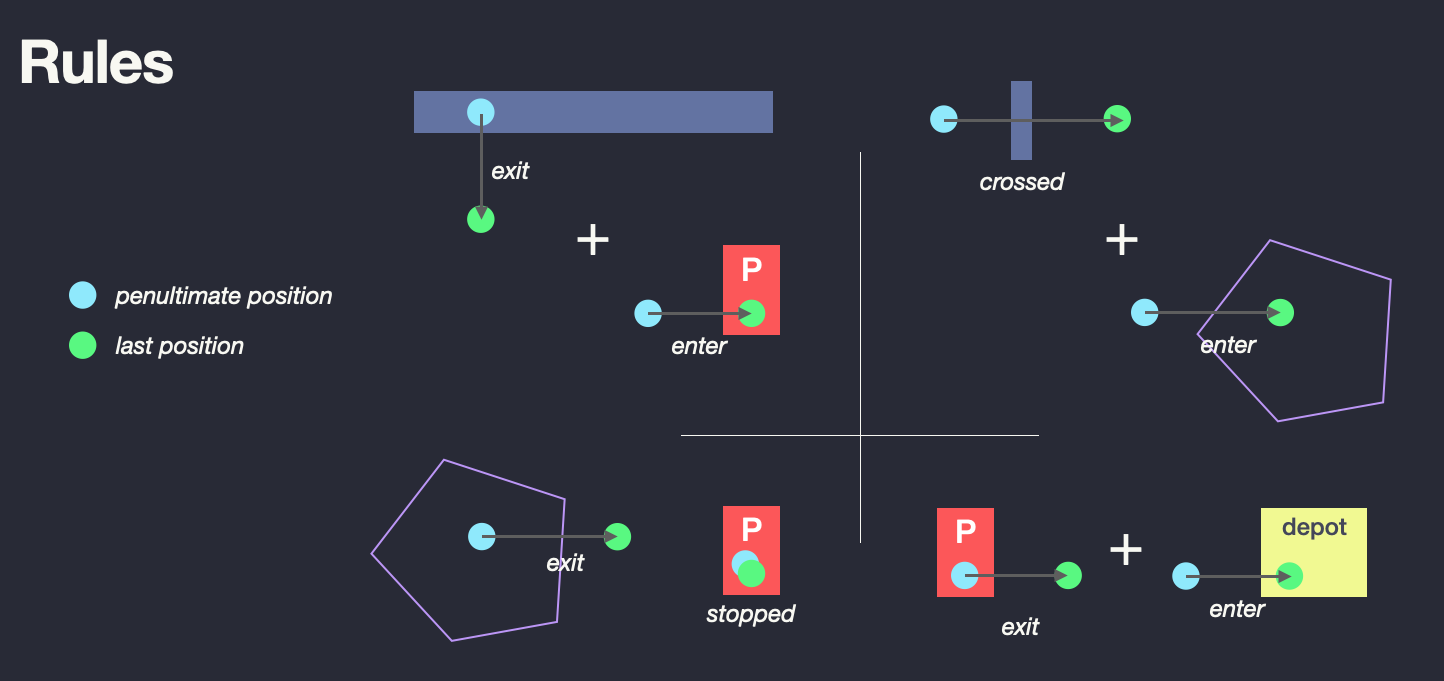 Rules
exit
crossed
+
+
P
penultimate position
enter
enter
last position
P
P
depot
+
exit
stopped
exit
enter